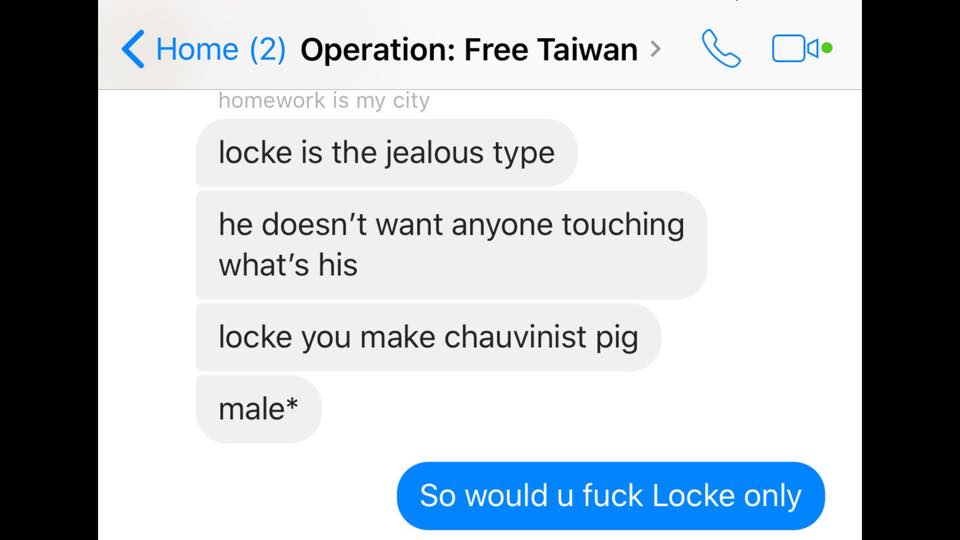 Home (2) Operation: Free Taiwan
homework is my city
locke is the jealous type
he doesn’t want anyone touching
what’s his
locke you make chauvinist pig
male*
So would u fuck Locke only